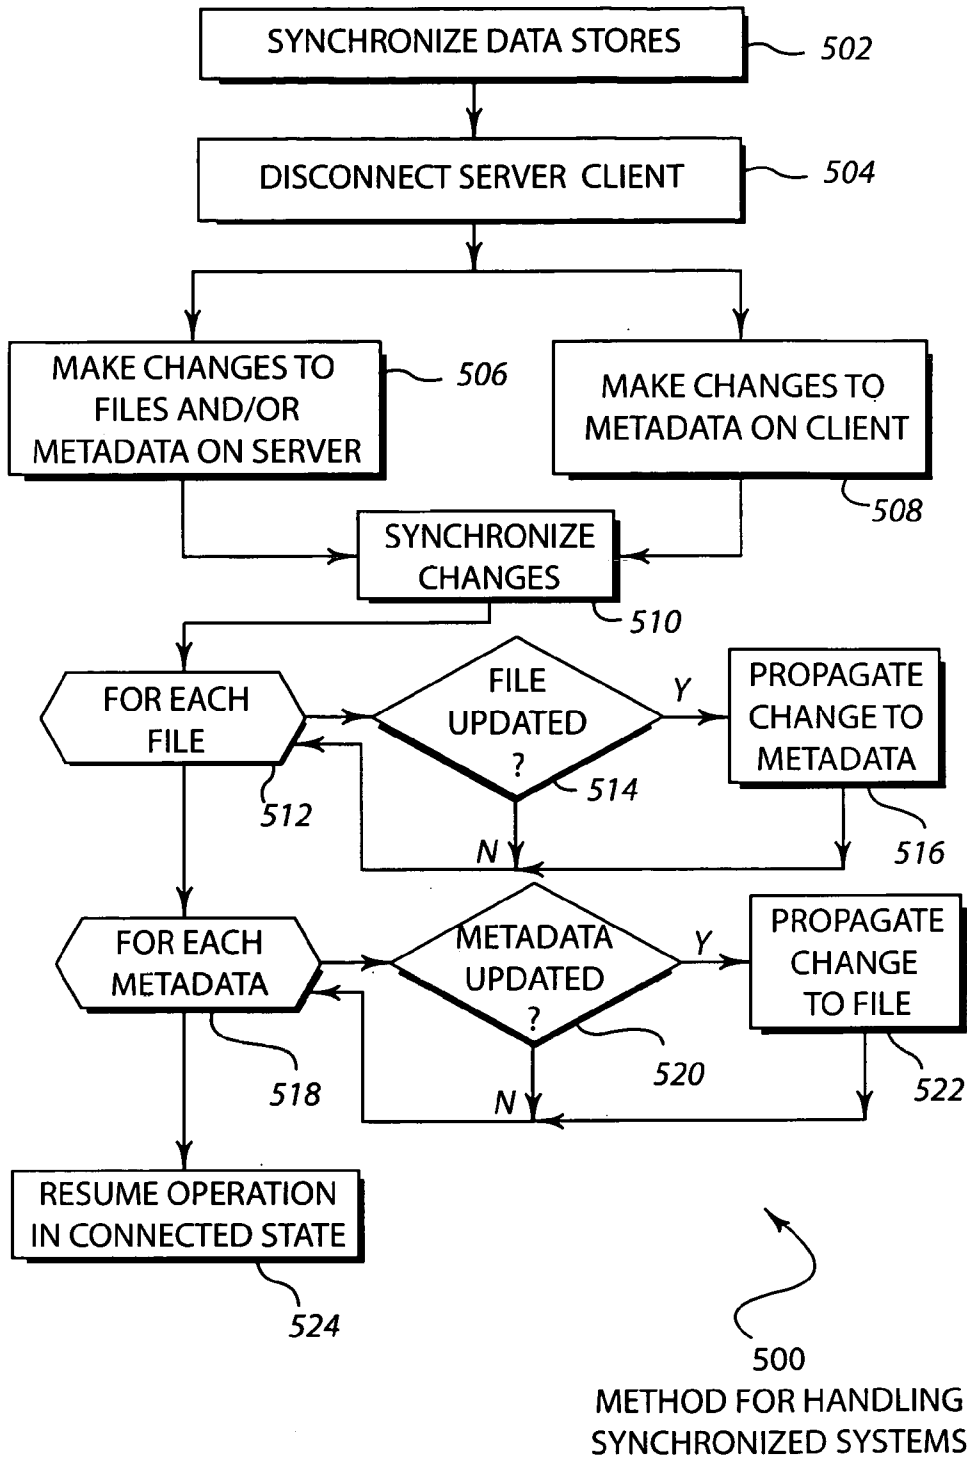 SYNCHRONIZE DATA STORES
502
DISCONNECT SERVER CLIENT
504
MAKE CHANGES TO
FILES AND/OR
METADATA ON SERVER
506
MAKE CHANGES TO
METADATA ON CLIENT
508
SYNCHRONIZE
CHANGES
510
FOR EACH
FILE
512
FILE
UPDATED
?
514
Y
N
PROPAGATE
CHANGE TO
METADATA
516
FOR EACH
METADATA
518
METADATA
UPDATED
?
520
Y
N
PROPAGATE
CHANGE
TO FILE
522
RESUME OPERATION
IN CONNECTED STATE
524
500
METHOD FOR HANDLING
SYNCHRONIZED SYSTEMS